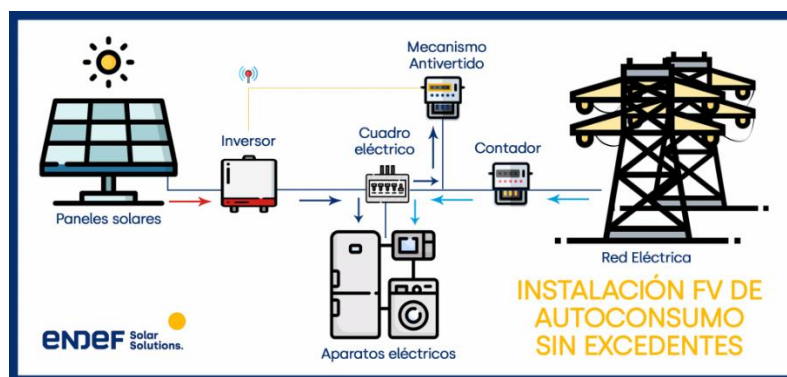 Mecanismo
Antivertido
Inversor
Cuadro
eléctrico
Contador
Paneles solares
Red Eléctrica
INSTALACIÓN FV DE
AUTOCONSUMO
SIN EXCEDENTES
enDeF Solar
Solutions.
Aparatos eléctricos